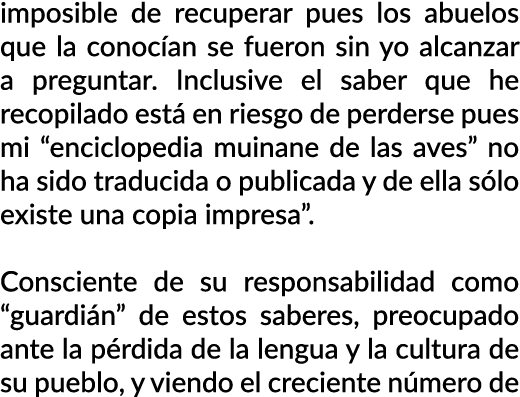 imposible de recuperar pues los abuelos
que la conocían se fueron sin yo alcanzar
a preguntar. Inclusive el saber que he
recopilado está en riesgo de perderse pues
mi “enciclopedia muinane de las aves” no
ha sido traducida o publicada y de ella sólo
existe una copia impresa”.
Consciente de su responsabilidad como
“guardián” de estos saberes, preocupado
ante la pérdida de la lengua y la cultura de
su pueblo, y viendo el creciente número de